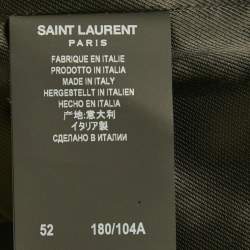 SAINT LAURENT
PARIS
FABRIQUE EN ITALIE
PRODOTTO IN ITALIA
MADE IN ITALY
HERGESTELLT IN ITALIEN
HECHO EN ITALIA
产地:意大利
イタリア製
СДЕЛАНО В ИТАЛИИ
52 180/104A